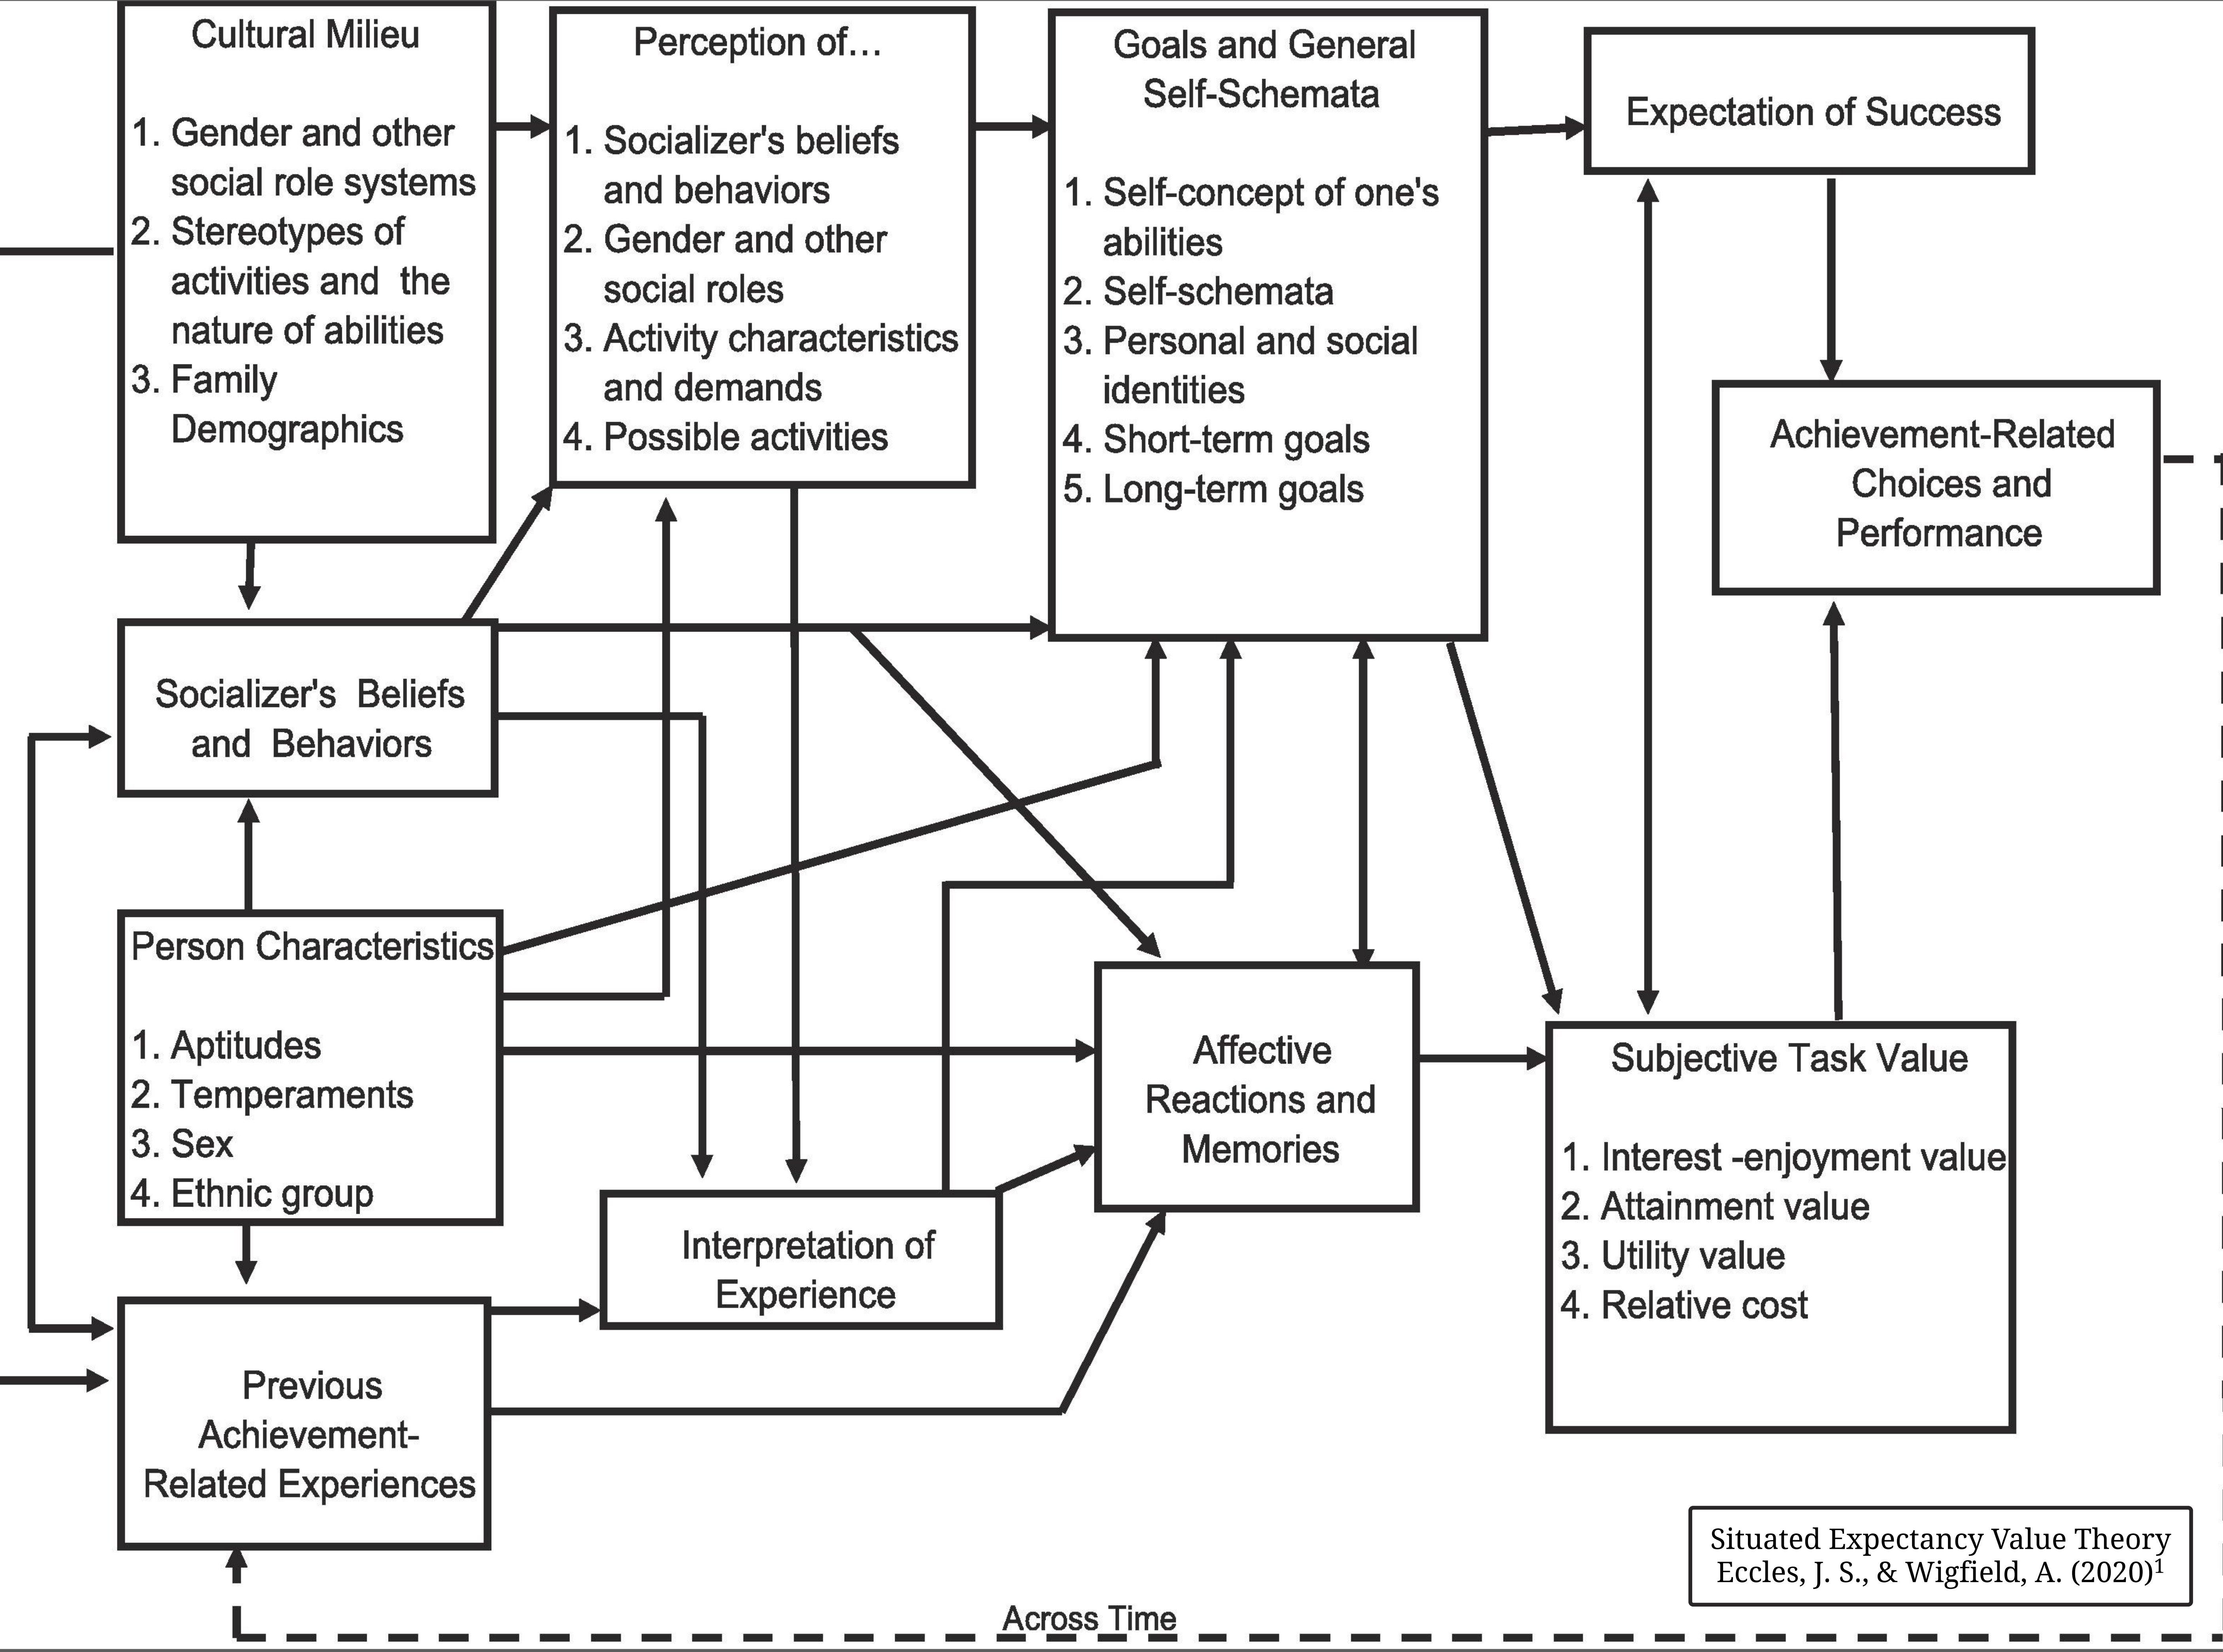 Cultural Milieu
1. Gender and other
social role systems
2. Stereotypes of
activities and the
nature of abilities
3. Family
Demographics
Perception of...
1. Socializer's beliefs
and behaviors
2. Gender and other
social roles
3. Activity characteristics
and demands
4. Possible activities
Goals and General
Self-Schemata
1. Self-concept of one's
abilities
2. Self-schemata
3. Personal and social
identities
4. Short-term goals
5. Long-term goals
Expectation of Success
Achievement-Related
Choices and
Performance
Socializer's Beliefs
and Behaviors
Person Characteristics
1. Aptitudes
2. Temperaments
3. Sex
4. Ethnic group
Affective
Reactions and
Memories
Subjective Task Value
1. Interest -enjoyment value
2. Attainment value
3. Utility value
4. Relative cost
Interpretation of
Experience
Previous
Achievement-
Related Experiences
Situated Expectancy Value Theory
Eccles, J. S., & Wigfield, A. (2020)¹
Across Time